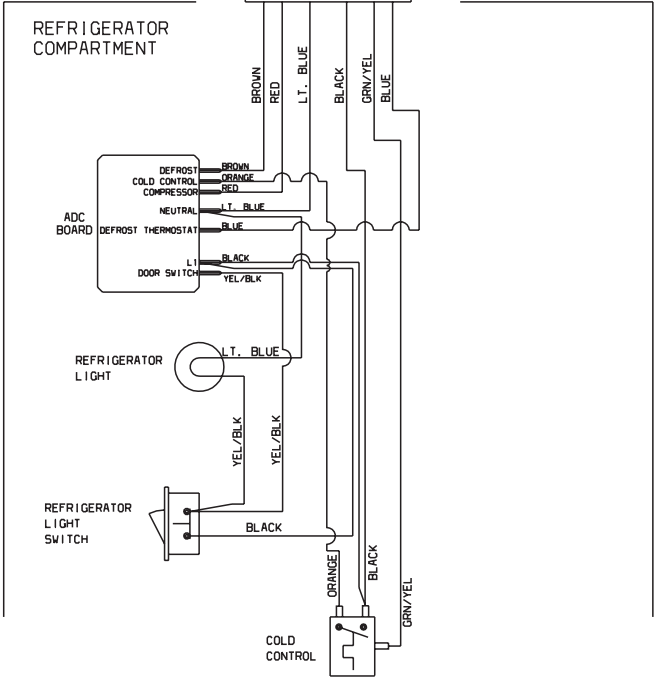 REFRIGERATOR
COMPARTMENT
BROWN
RED
LT. BLUE
BLACK
GRN/YEL
BLUE
ADC
BOARD
DEFROST
COLD CONTROL
COMPRESSOR
NEUTRAL
DEFROST THERMOSTAT
L1
DOOR SWITCH
BROWN
ORANGE
RED
LT. BLUE
BLUE
BLACK
YEL/BLK
REFRIGERATOR
LIGHT
LT. BLUE
YEL/BLK
YEL/BLK
REFRIGERATOR
LIGHT
SWITCH
BLACK
ORANGE
BLACK
GRN/YEL
COLD
CONTROL